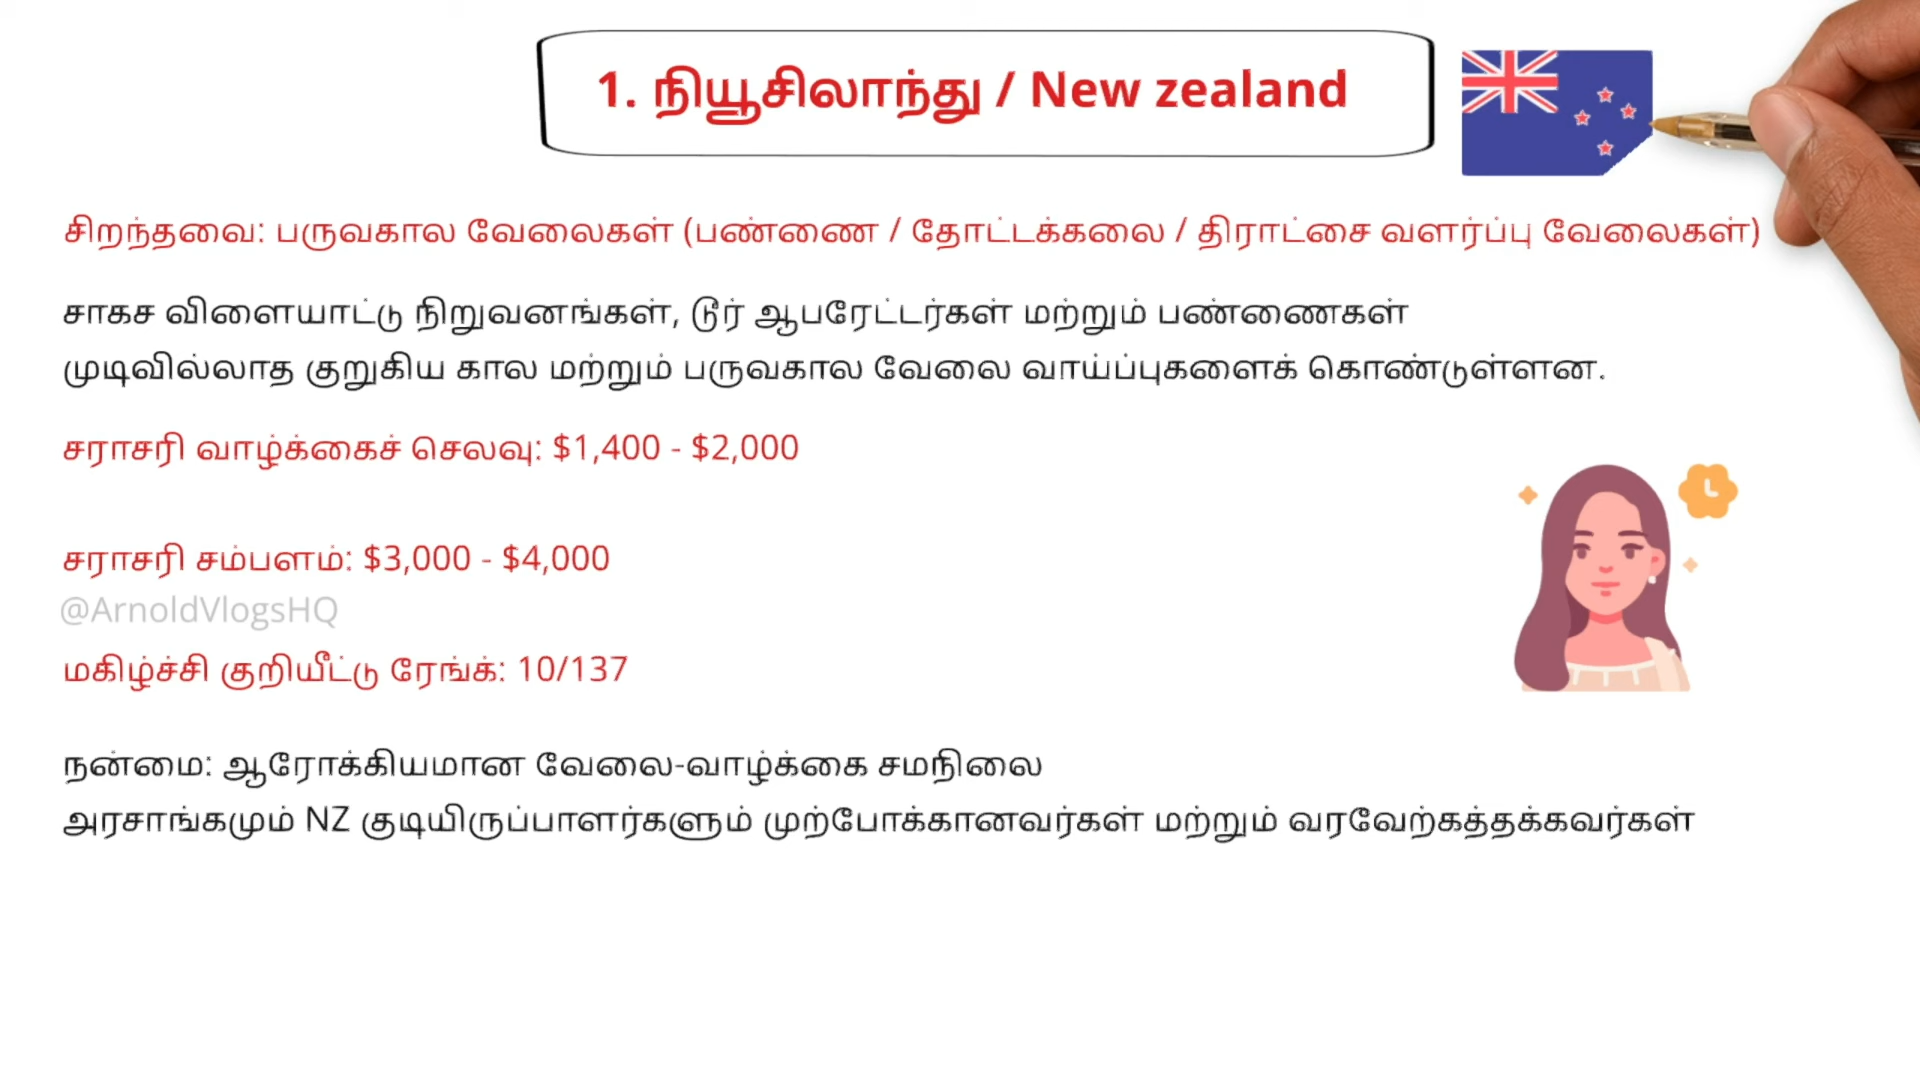 1. நியூசிலாந்து / New zealand
சிறந்தவை: பருவகால வேலைகள் (பண்ணை / தோட்டக்கலை / திராட்சை வளர்ப்பு வேலைகள்)
சாகச விளையாட்டு நிறுவனங்கள், டூர் ஆபரேட்டர்கள் மற்றும் பண்ணைகள்
முடிவில்லாத குறுகிய கால மற்றும் பருவகால வேலை வாய்ப்புகளைக் கொண்டுள்ளன.
சராசரி வாழ்க்கைச் செலவு: $1,400 - $2,000
சராசரி சம்பளம்: $3,000 - $4,000
@ArnoldVlogsHQ
மகிழ்ச்சி குறியீட்டு ரேங்க்: 10/137
நன்மை: ஆரோக்கியமான வேலை-வாழ்க்கை சமநிலை
அரசாங்கமும் NZ குடியிருப்பாளர்களும் முற்போக்கானவர்கள் மற்றும் வரவேற்கத்தக்கவர்கள்